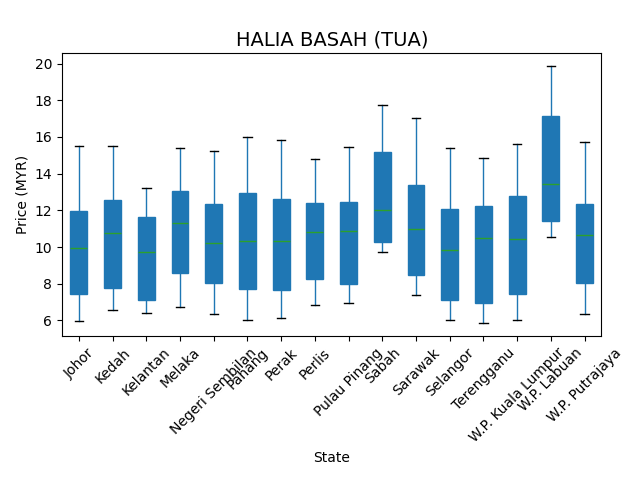 HALIA BASAH (TUA)
Price (MYR)
20
18
16
14
12
10
8
6
Johor
Kedah
Kelantan
Melaka
Negeri Sembilan
Pahang
Perak
Perlis
Pulau Pinang
Sabah
Sarawak
Selangor
Terengganu
W.P. Kuala Lumpur
W.P. Labuan
W.P. Putrajaya
State